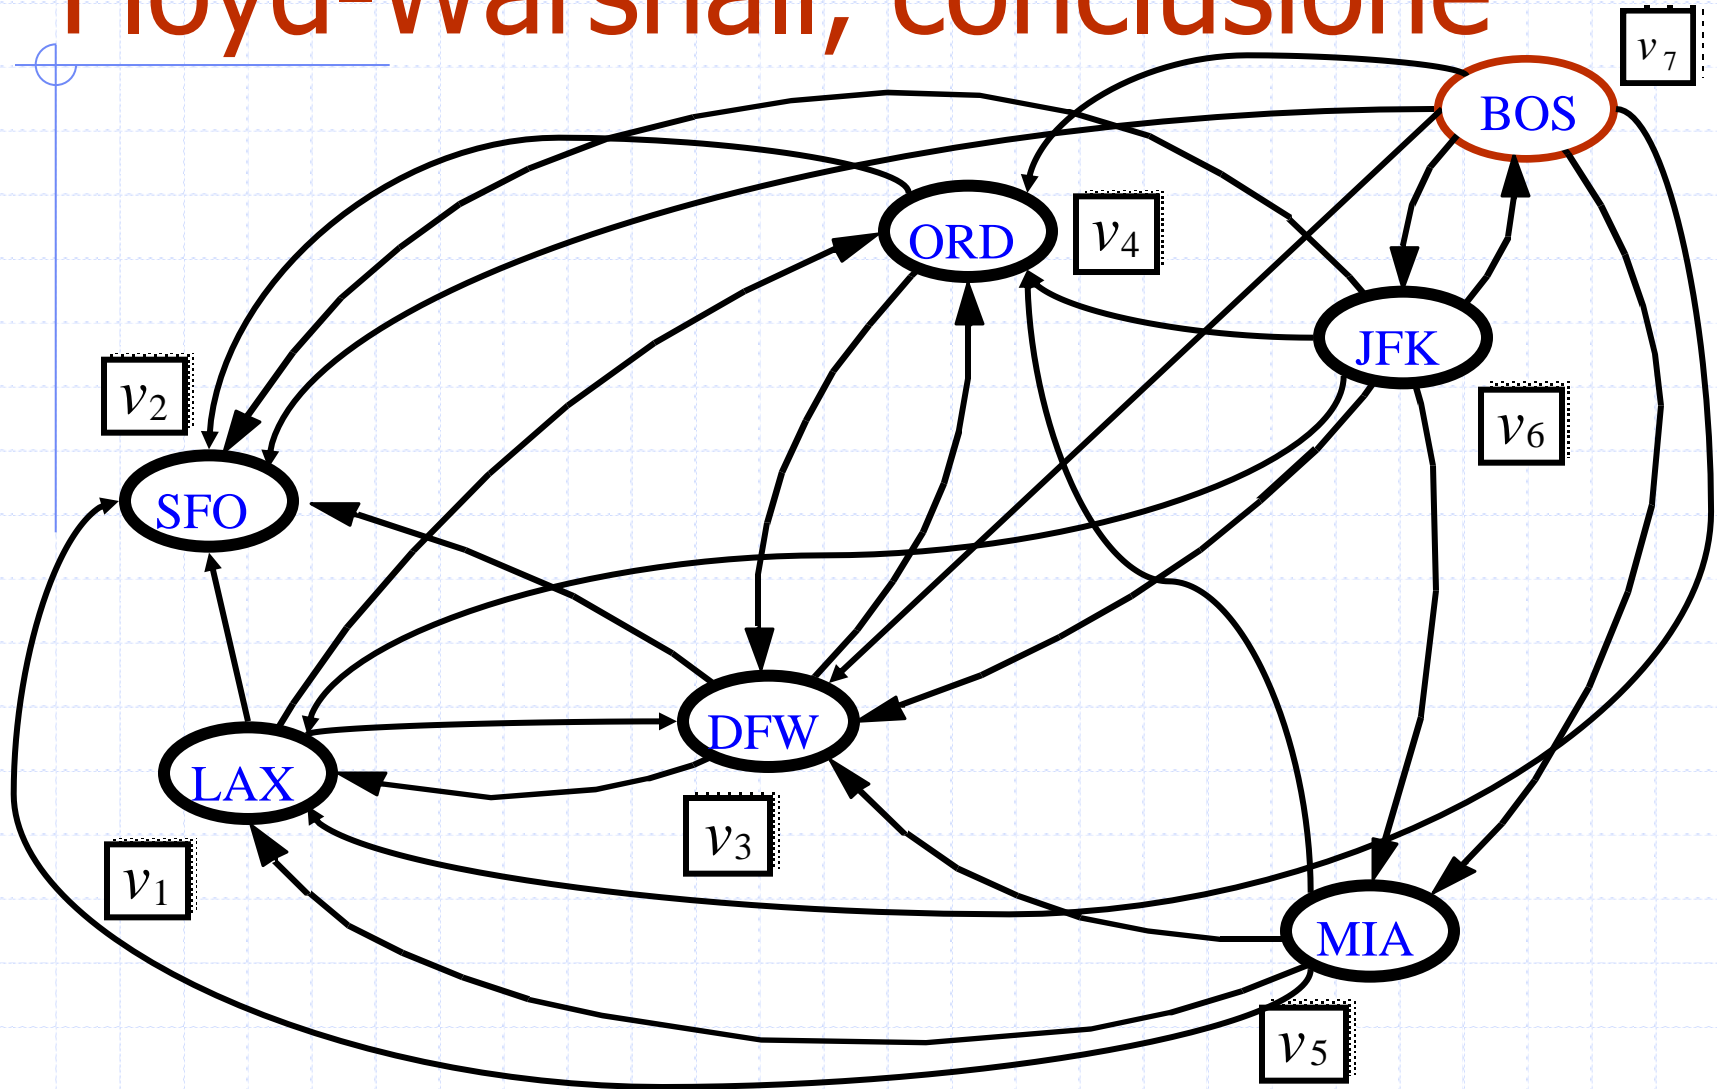 Floyd-Warshall, conclusione
v7
BOS
ORD
v4
JFK
v2
v6
SFO
DFW
LAX
v3
v1
MIA
v5